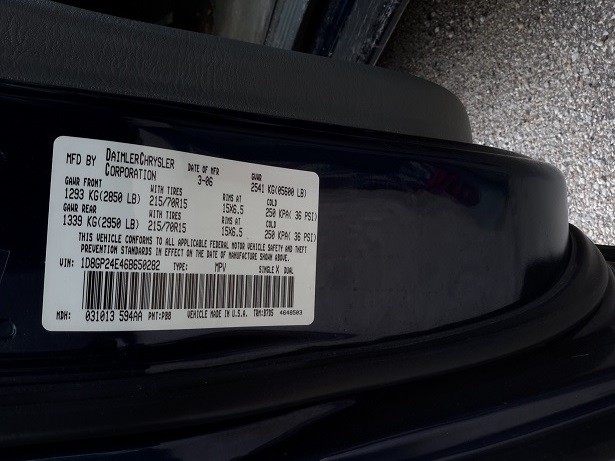 MFD BY DAIMLERCHRYSLER CORPORATION DATE OF MFR 3-06 GVWR 2541 KG(05600 LB)
GAWR FRONT WITH TIRES RIMS AT COLD
1293 KG(2850 LB) 215/70R15 15X6.5 250 KPA( 36 PSI)
GAWR REAR WITH TIRES RIMS AT COLD
1339 KG(2950 LB) 215/70R15 15X6.5 250 KPA( 36 PSI)
THIS VEHICLE CONFORMS TO ALL APPLICABLE FEDERAL MOTOR VEHICLE SAFETY AND THEFT
PREVENTION STANDARDS IN EFFECT ON THE DATE OF MANUFACTURE SHOWN ABOVE.
VIN: 1D8GP24E46B650282 TYPE: MPV SINGLE X DUAL
MDH: 031013 594AA PNT:PB8 VEHICLE MADE IN U.S.A. TRM:B7D5 4648503